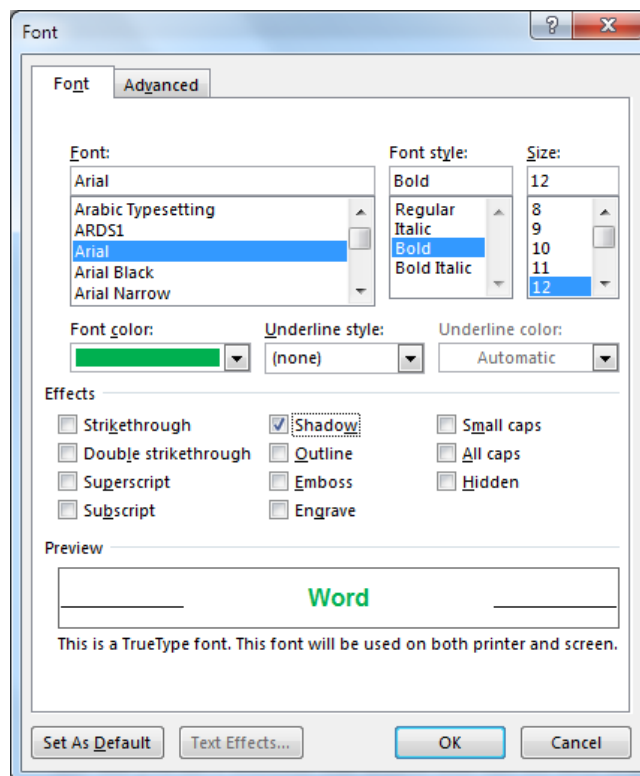 Font
? X
Font Advanced
Font: Font style: Size:
Arial Bold 12
Arabic Typesetting Regular 8
ARDS1 Italic 9
Arial Bold 10
Arial Black Bold Italic 11
Arial Narrow 12
Font color: Underline style: Underline color:
(none) Automatic
Effects
Strikethrough Shadow Small caps
Double strikethrough Outline All caps
Superscript Emboss Hidden
Subscript Engrave
Preview
Word
This is a TrueType font. This font will be used on both printer and screen.
Set As Default Text Effects... OK Cancel